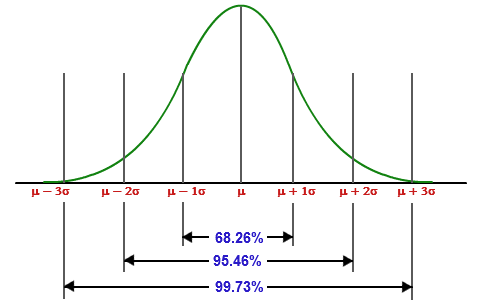 μ − 3σ μ − 2σ μ − 1σ μ μ + 1σ μ + 2σ μ + 3σ
68.26%
95.46%
99.73%